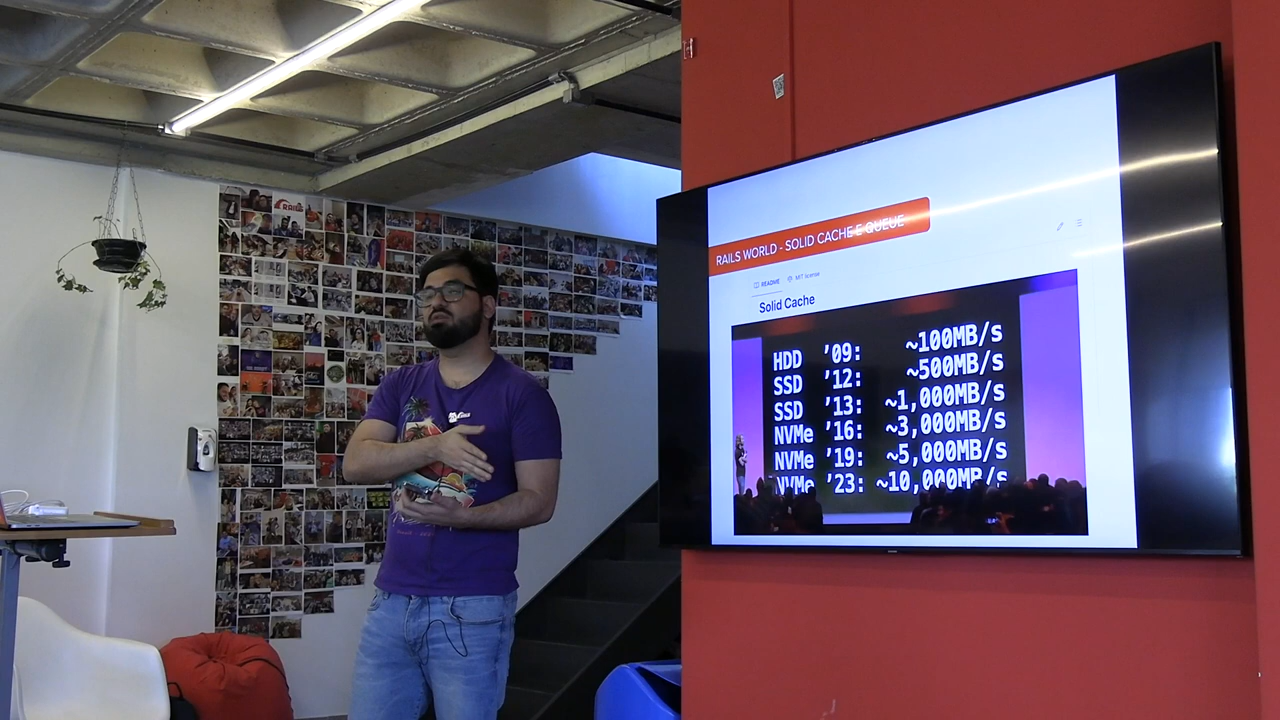 RAILS WORLD - SOLID CACHE E QUEUE
README MIT license
Solid Cache
HDD '09: ~100MB/s
SSD '12: ~500MB/s
SSD '13: ~1,000MB/s
NVMe '16: ~3,000MB/s
NVMe '19: ~5,000MB/s
NVMe '23: ~10,000MB/s